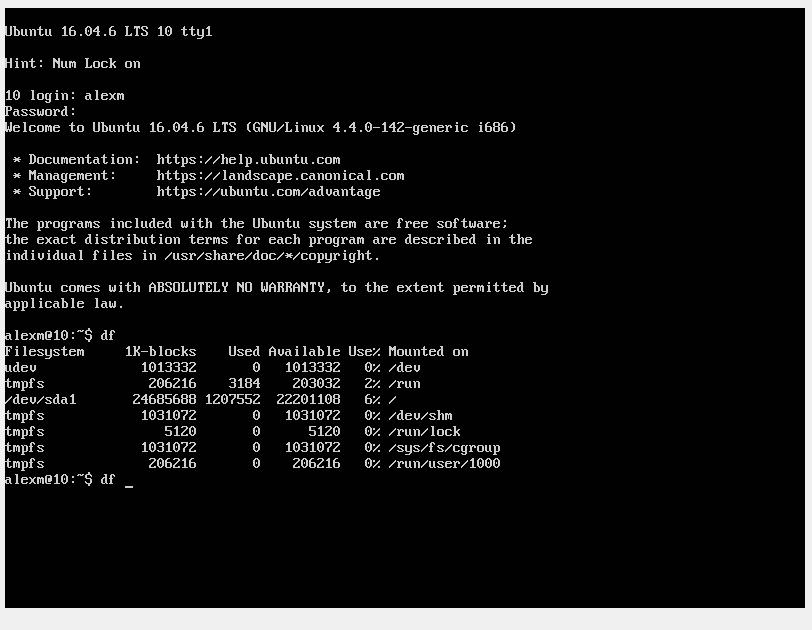 Ubuntu 16.04.6 LTS 10 tty1
Hint: Num Lock on
10 login: alexm
Password:
Welcome to Ubuntu 16.04.6 LTS (GNU/Linux 4.4.0-142-generic i686)
* Documentation:  https://help.ubuntu.com
* Management:     https://landscape.canonical.com
* Support:        https://ubuntu.com/advantage
The programs included with the Ubuntu system are free software;
the exact distribution terms for each program are described in the
individual files in /usr/share/doc/*/copyright.
Ubuntu comes with ABSOLUTELY NO WARRANTY, to the extent permitted by
applicable law.
alexm@10:~$ df
Filesystem     1K-blocks    Used Available Use% Mounted on
udev             1013332       0   1013332   0% /dev
tmpfs             206216    3184    203032   2% /run
/dev/sda1       24685688 1207552  22201108   6% /
tmpfs            1031072       0   1031072   0% /dev/shm
tmpfs               5120       0      5120   0% /run/lock
tmpfs            1031072       0   1031072   0% /sys/fs/cgroup
tmpfs             206216       0    206216   0% /run/user/1000
alexm@10:~$ df _